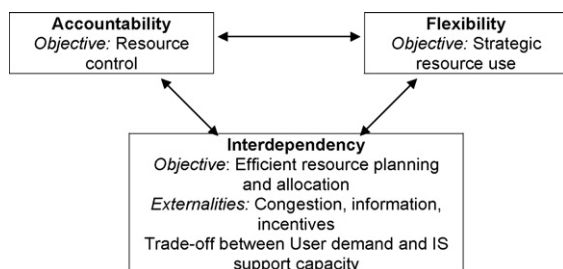 Accountability
Objective: Resource
control
Flexibility
Objective: Strategic
resource use
Interdependency
Objective: Efficient resource planning
and allocation
Externalities: Congestion, information,
incentives
Trade-off between User demand and IS
support capacity